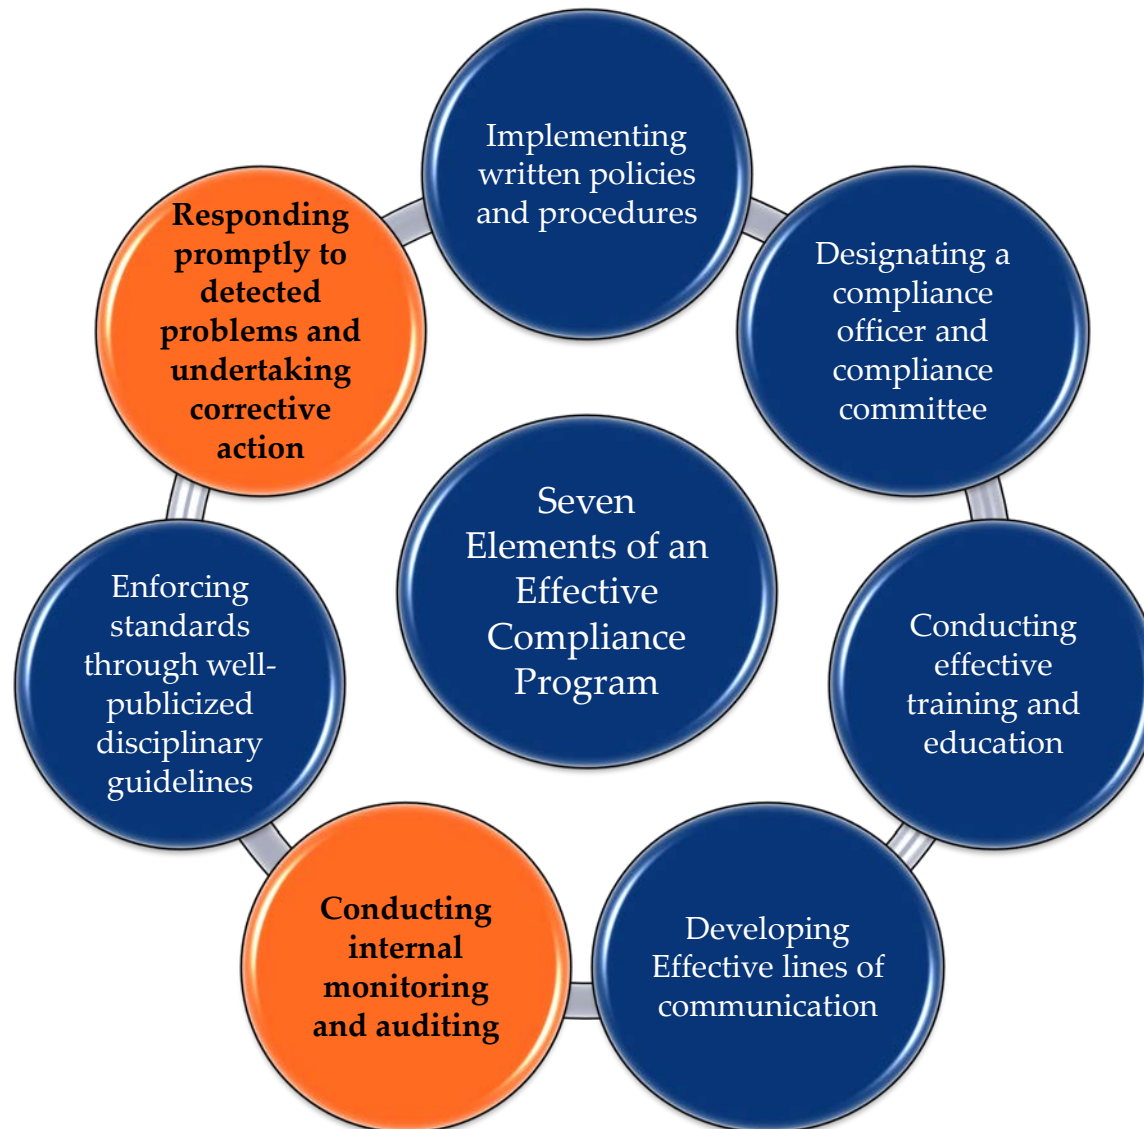 Implementing
written policies
and procedures
Designating a
compliance
officer and
compliance
committee
Conducting
effective
training and
education
Developing
Effective lines of
communication
Conducting
internal
monitoring
and auditing
Enforcing
standards
through well-
publicized
disciplinary
guidelines
Responding
promptly to
detected
problems and
undertaking
corrective
action
Seven
Elements of an
Effective
Compliance
Program